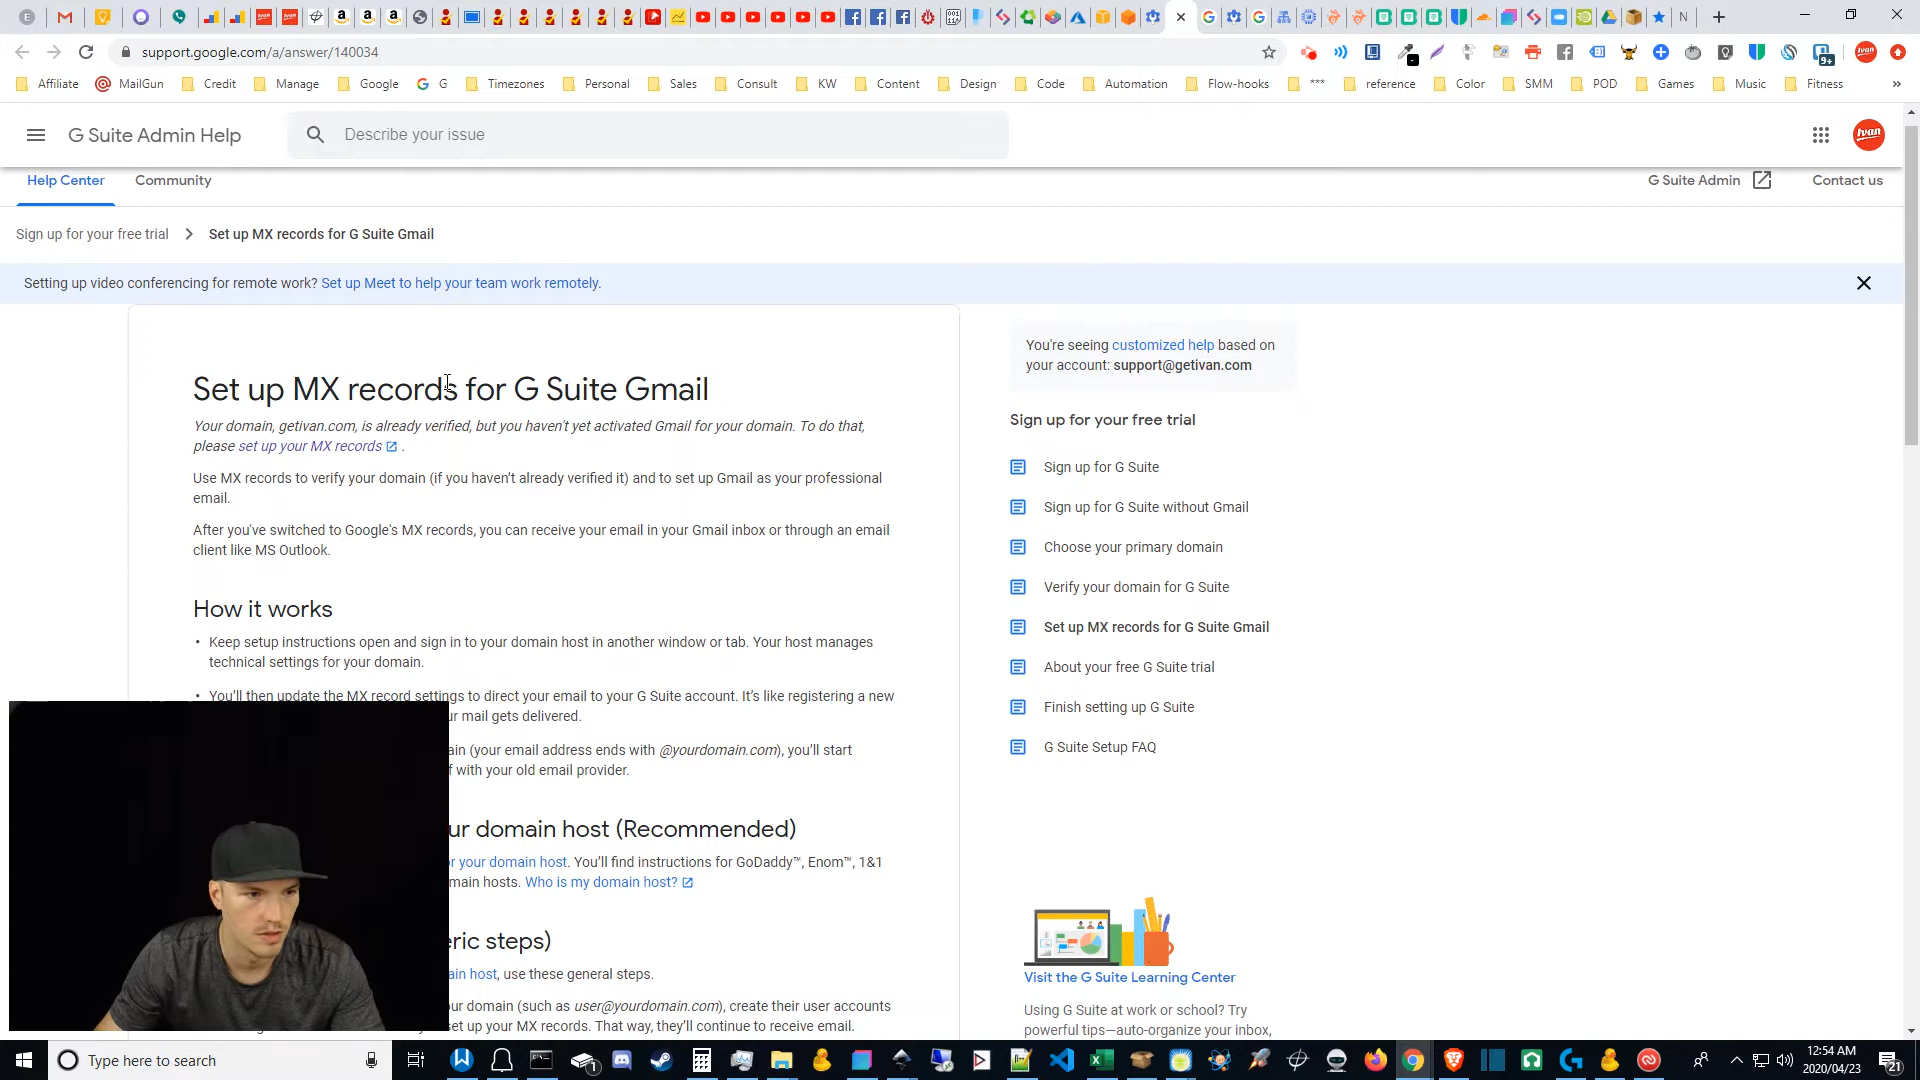 support.google.com/a/answer/140034
Affiliate MailGun Credit Manage Google G Timezones Personal Sales Consult KW Content Design Code Automation Flow-hooks *** reference Color SMM POD Games Music Fitness »
G Suite Admin Help
Describe your issue
Help Center Community
G Suite Admin Contact us
Sign up for your free trial Set up MX records for G Suite Gmail
Setting up video conferencing for remote work? Set up Meet to help your team work remotely.
Set up MX records for G Suite Gmail
Your domain, getivan.com, is already verified, but you haven't yet activated Gmail for your domain. To do that,
please set up your MX records .
Use MX records to verify your domain (if you haven't already verified it) and to set up Gmail as your professional
email.
After you've switched to Google's MX records, you can receive your email in your Gmail inbox or through an email
client like MS Outlook.
How it works
• Keep setup instructions open and sign in to your domain host in another window or tab. Your host manages
technical settings for your domain.
• You'll then update the MX record settings to direct your email to your G Suite account. It's like registering a new
ur mail gets delivered.
ain (your email address ends with @yourdomain.com), you'll start
f with your old email provider.
ur domain host (Recommended)
or your domain host. You'll find instructions for GoDaddy™, Enom™, 1&1
main hosts. Who is my domain host?
eric steps)
ain host, use these general steps.
our domain (such as user@yourdomain.com), create their user accounts
set up your MX records. That way, they'll continue to receive email.
You're seeing customized help based on
your account: support@getivan.com
Sign up for your free trial
Sign up for G Suite
Sign up for G Suite without Gmail
Choose your primary domain
Verify your domain for G Suite
Set up MX records for G Suite Gmail
About your free G Suite trial
Finish setting up G Suite
G Suite Setup FAQ
Visit the G Suite Learning Center
Using G Suite at work or school? Try
powerful tips—auto-organize your inbox,
Type here to search
12:54 AM
2020/04/23
21